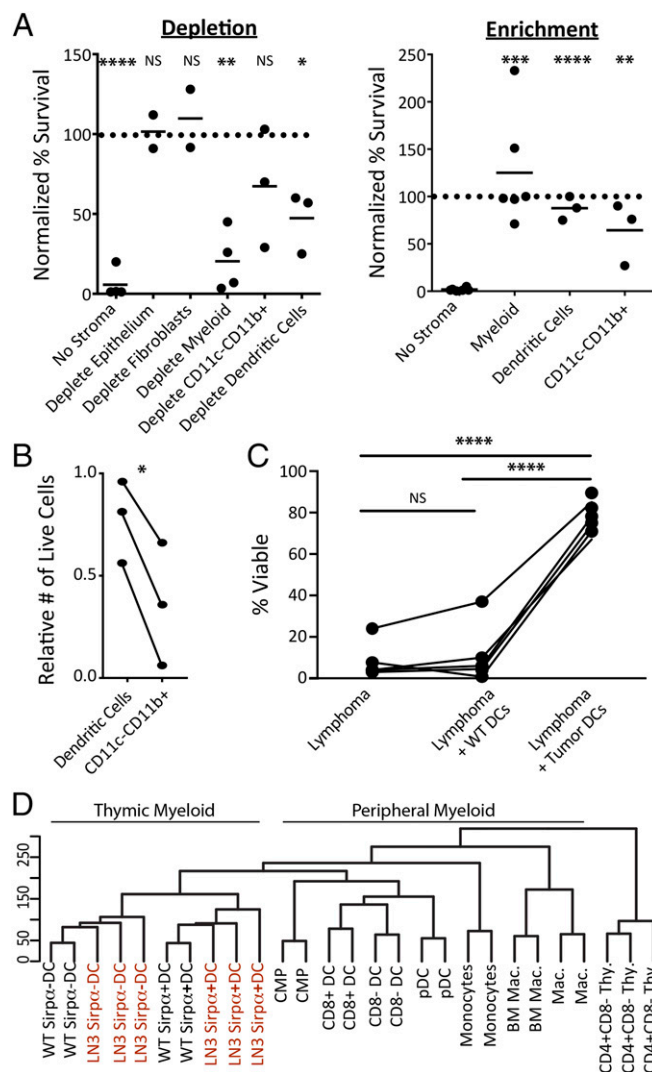 A
Depletion
Enrichment
**** NS NS ** NS *
*** **** **
Normalized % Survival
150
100
50
0
No Stroma
Deplete Epithelium
Deplete Fibroblasts
Deplete Myeloid
Deplete CD11c-CD11b+
Deplete Dendritic Cells
Normalized % Survival
250
200
150
100
50
0
No Stroma
Myeloid
Dendritic Cells
CD11c-CD11b+
B
*
Relative # of Live Cells
1.0
0.5
0.0
Dendritic Cells
CD11c-CD11b+
C
****
****
NS
% Viable
100
80
60
40
20
0
Lymphoma
Lymphoma
+ WT DCs
Lymphoma
+ Tumor DCs
D
Thymic Myeloid
Peripheral Myeloid
250
150
50
0
WT Sirpα-DC
WT Sirpα-DC
LN3 Sirpα-DC
LN3 Sirpα-DC
LN3 Sirpα-DC
WT Sirpα+DC
WT Sirpα+DC
LN3 Sirpα+DC
LN3 Sirpα+DC
LN3 Sirpα+DC
CMP
CMP
CD8+ DC
CD8+ DC
CD8- DC
CD8- DC
pDC
pDC
Monocytes
Monocytes
BM Mac.
BM Mac.
Mac.
Mac.
CD4+CD8- Thy.
CD4+CD8- Thy.
CD4+CD8- Thy.